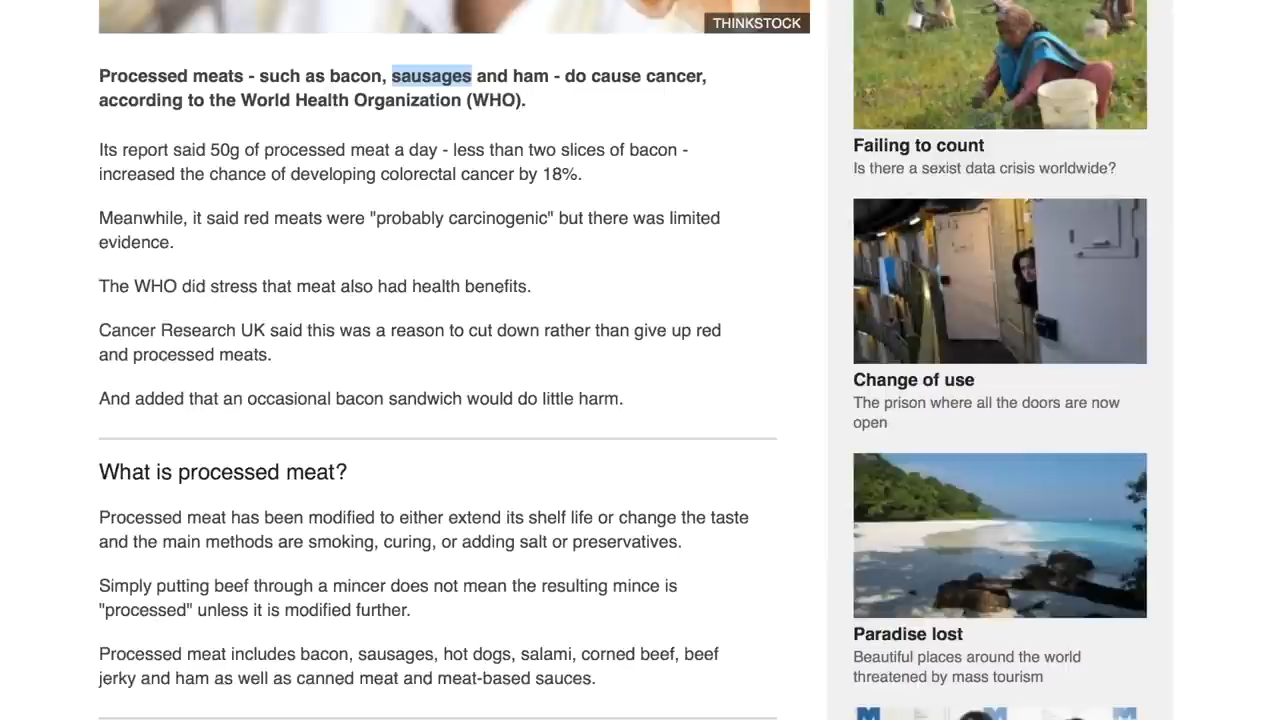 THINKSTOCK
Processed meats - such as bacon, sausages and ham - do cause cancer,
according to the World Health Organization (WHO).
Its report said 50g of processed meat a day - less than two slices of bacon -
increased the chance of developing colorectal cancer by 18%.
Meanwhile, it said red meats were "probably carcinogenic" but there was limited
evidence.
The WHO did stress that meat also had health benefits.
Cancer Research UK said this was a reason to cut down rather than give up red
and processed meats.
And added that an occasional bacon sandwich would do little harm.
What is processed meat?
Processed meat has been modified to either extend its shelf life or change the taste
and the main methods are smoking, curing, or adding salt or preservatives.
Simply putting beef through a mincer does not mean the resulting mince is
"processed" unless it is modified further.
Processed meat includes bacon, sausages, hot dogs, salami, corned beef, beef
jerky and ham as well as canned meat and meat-based sauces.
Failing to count
Is there a sexist data crisis worldwide?
Change of use
The prison where all the doors are now
open
Paradise lost
Beautiful places around the world
threatened by mass tourism
M M M